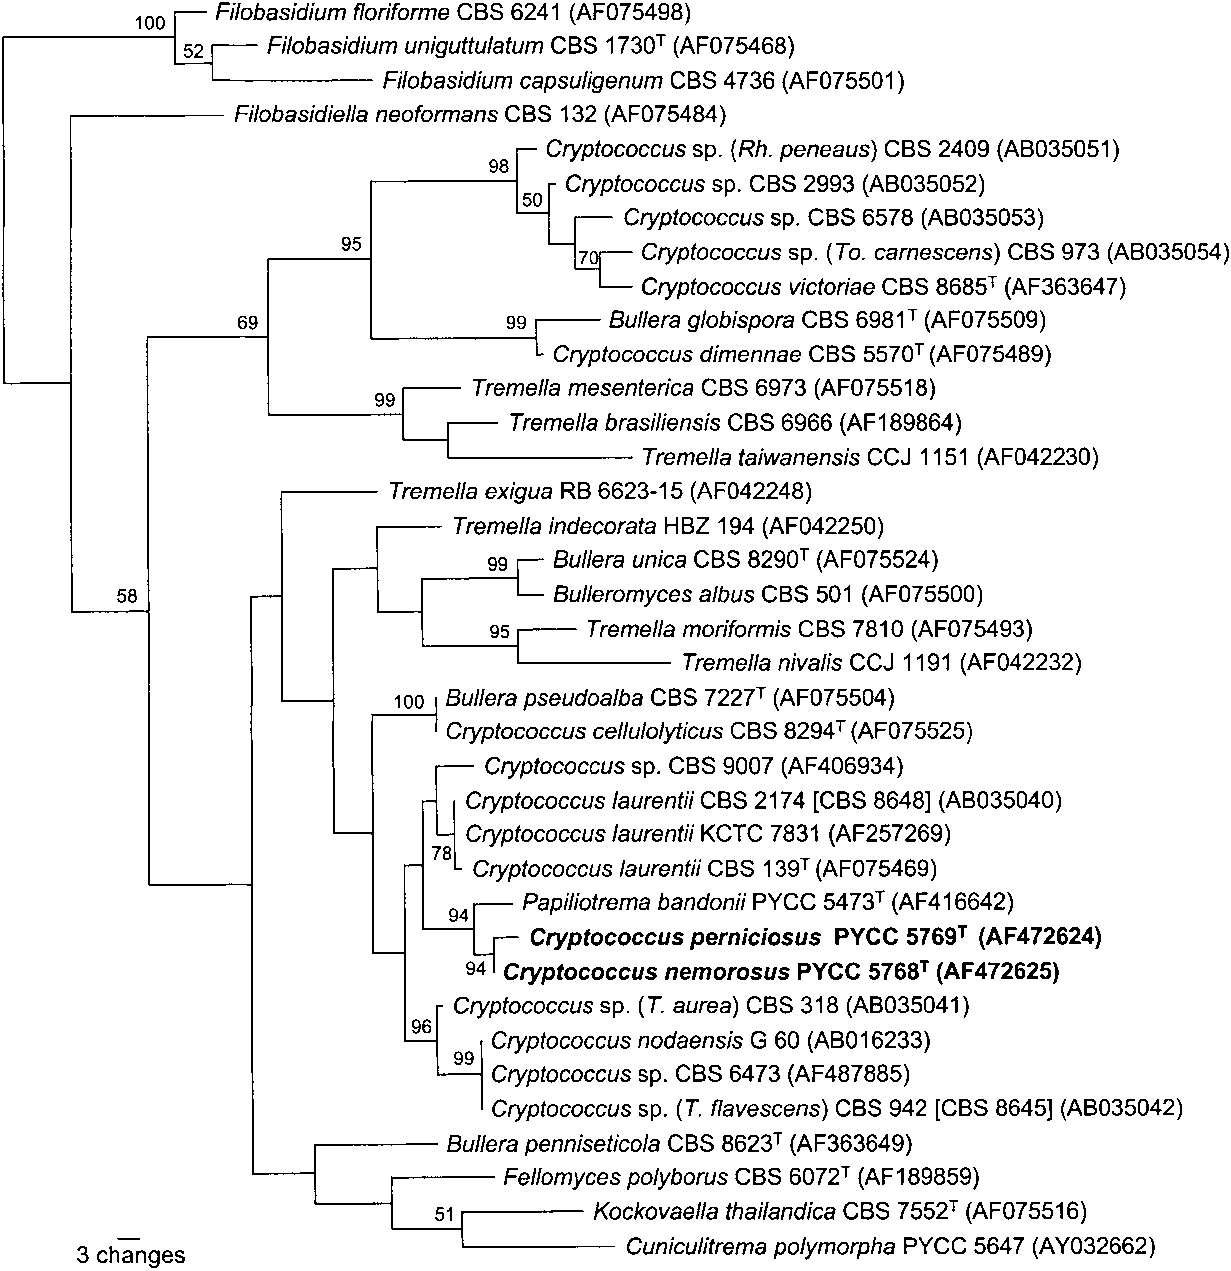 Filobasidium floriforme CBS 6241 (AF075498)
100
Filobasidium uniguttulatum CBS 1730ᵀ (AF075468)
52
Filobasidium capsuligenum CBS 4736 (AF075501)
Filobasidiella neoformans CBS 132 (AF075484)
Cryptococcus sp. (Rh. peneaus) CBS 2409 (AB035051)
98
Cryptococcus sp. CBS 2993 (AB035052)
50
Cryptococcus sp. CBS 6578 (AB035053)
95
Cryptococcus sp. (To. carnescens) CBS 973 (AB035054)
70
Cryptococcus victoriae CBS 8685ᵀ (AF363647)
69
99
Bullera globispora CBS 6981ᵀ (AF075509)
Cryptococcus dimennae CBS 5570ᵀ (AF075489)
Tremella mesenterica CBS 6973 (AF075518)
99
Tremella brasiliensis CBS 6966 (AF189864)
Tremella taiwanensis CCJ 1151 (AF042230)
Tremella exigua RB 6623-15 (AF042248)
Tremella indecorata HBZ 194 (AF042250)
99
Bullera unica CBS 8290ᵀ (AF075524)
58
Bulleromyces albus CBS 501 (AF075500)
95
Tremella moriformis CBS 7810 (AF075493)
Tremella nivalis CCJ 1191 (AF042232)
100
Bullera pseudoalba CBS 7227ᵀ (AF075504)
Cryptococcus cellulolyticus CBS 8294ᵀ (AF075525)
Cryptococcus sp. CBS 9007 (AF406934)
Cryptococcus laurentii CBS 2174 [CBS 8648] (AB035040)
Cryptococcus laurentii KCTC 7831 (AF257269)
78
Cryptococcus laurentii CBS 139ᵀ (AF075469)
Papiliotrema bandonii PYCC 5473ᵀ (AF416642)
94
Cryptococcus perniciosus PYCC 5769ᵀ (AF472624)
94
Cryptococcus nemorosus PYCC 5768ᵀ (AF472625)
Cryptococcus sp. (T. aurea) CBS 318 (AB035041)
96
Cryptococcus nodaensis G 60 (AB016233)
99
Cryptococcus sp. CBS 6473 (AF487885)
Cryptococcus sp. (T. flavescens) CBS 942 [CBS 8645] (AB035042)
Bullera penniseticola CBS 8623ᵀ (AF363649)
Fellomyces polyborus CBS 6072ᵀ (AF189859)
51
Kockovaella thailandica CBS 7552ᵀ (AF075516)
Cuniculitrema polymorpha PYCC 5647 (AY032662)
3 changes